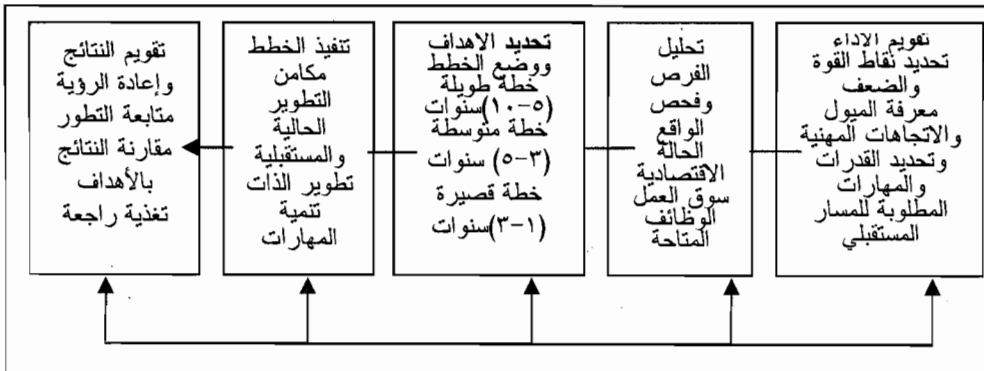 تقويم الاداء
تحديد نقاط القوة
والضعف
معرفة الميول
والاتجاهات المهنية
وتحديد القدرات
والمهارات
المطلوبة للمسار
المستقبلي
تحليل
الفرص
وفحص
الواقع
الحالة
الاقتصادية
سوق العمل
الوظائف
المتاحة
تحديد الاهداف
ووضع الخطط
خطة طويلة
(٥-١٠)سنوات
خطة متوسطة
(٣-٥) سنوات
خطة قصيرة
(١-٣)سنوات
تنفيذ الخطط
مكامن
التطوير
الحالية
والمستقبلية
تطوير الذات
تنمية
المهارات
تقويم النتائج
وإعادة الرؤية
متابعة التطور
مقارنة النتائج
بالأهداف
تغذية راجعة